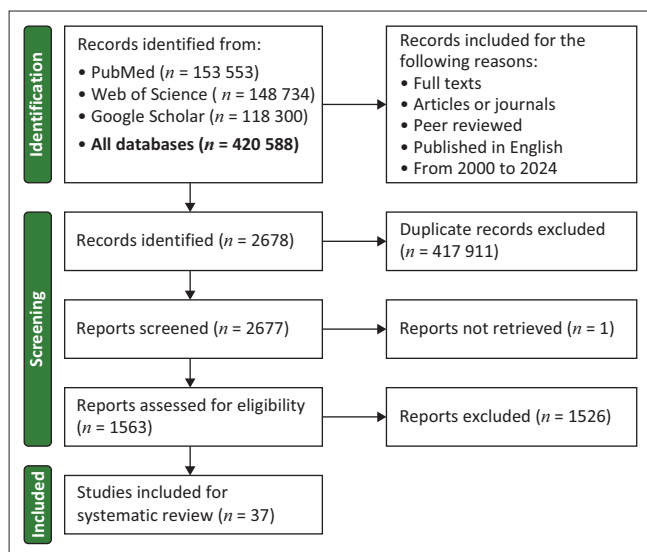 Identification
Records identified from:
• PubMed (n = 153 553)
• Web of Science ( n = 148 734)
• Google Scholar (n = 118 300)
• All databases (n = 420 588)
Records included for the
following reasons:
• Full texts
• Articles or journals
• Peer reviewed
• Published in English
• From 2000 to 2024
Screening
Records identified (n = 2678)
Duplicate records excluded
(n = 417 911)
Reports screened (n = 2677)
Reports not retrieved (n = 1)
Reports assessed for eligibility
(n = 1563)
Reports excluded (n = 1526)
Included
Studies included for
systematic review (n = 37)